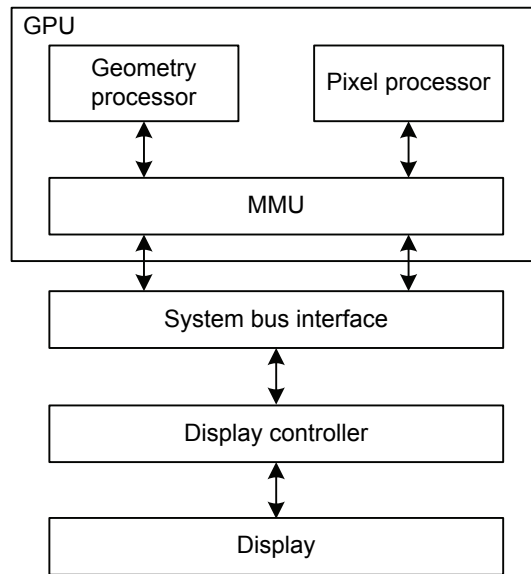 GPU
Geometry
processor
Pixel processor
MMU
System bus interface
Display controller
Display